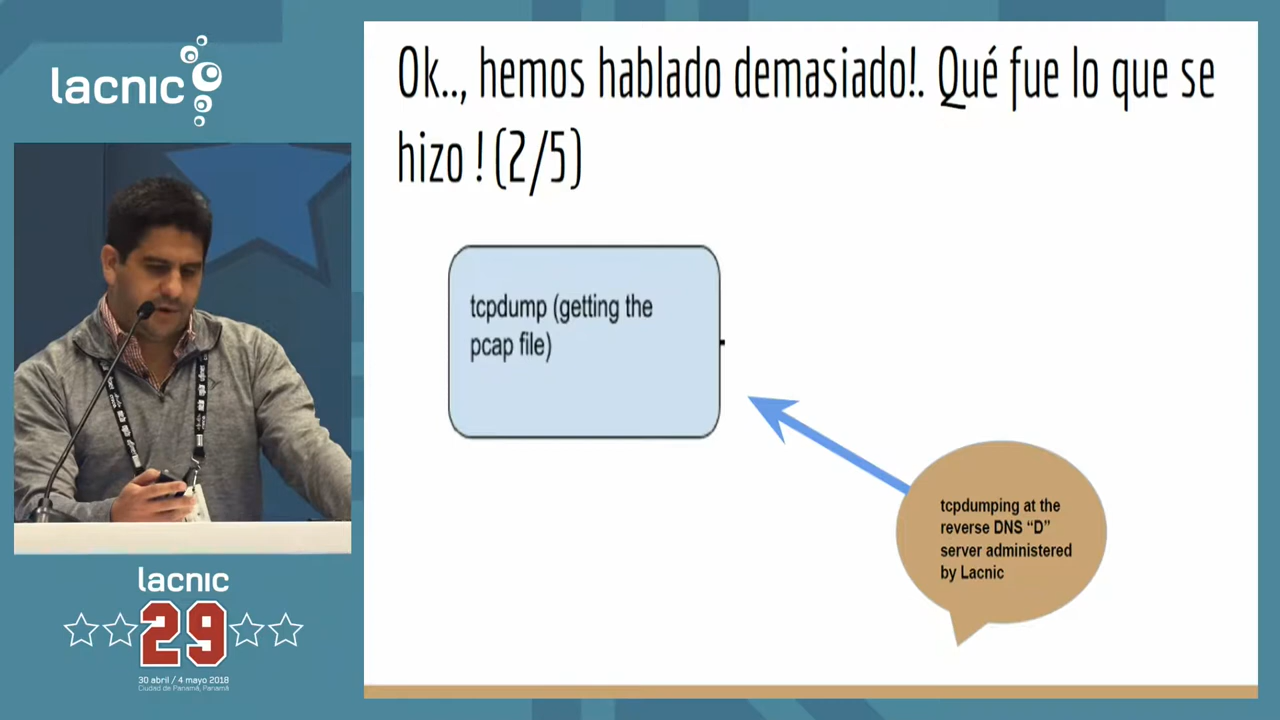 lacnic
Ok.., hemos hablado demasiado!. Qué fue lo que se
hizo ! (2/5)
tcpdump (getting the
pcap file)
tcpdumping at the
reverse DNS “D”
server administered
by Lacnic
lacnic
29
30 abril / 4 mayo 2018
Ciudad de Panamá, Panamá